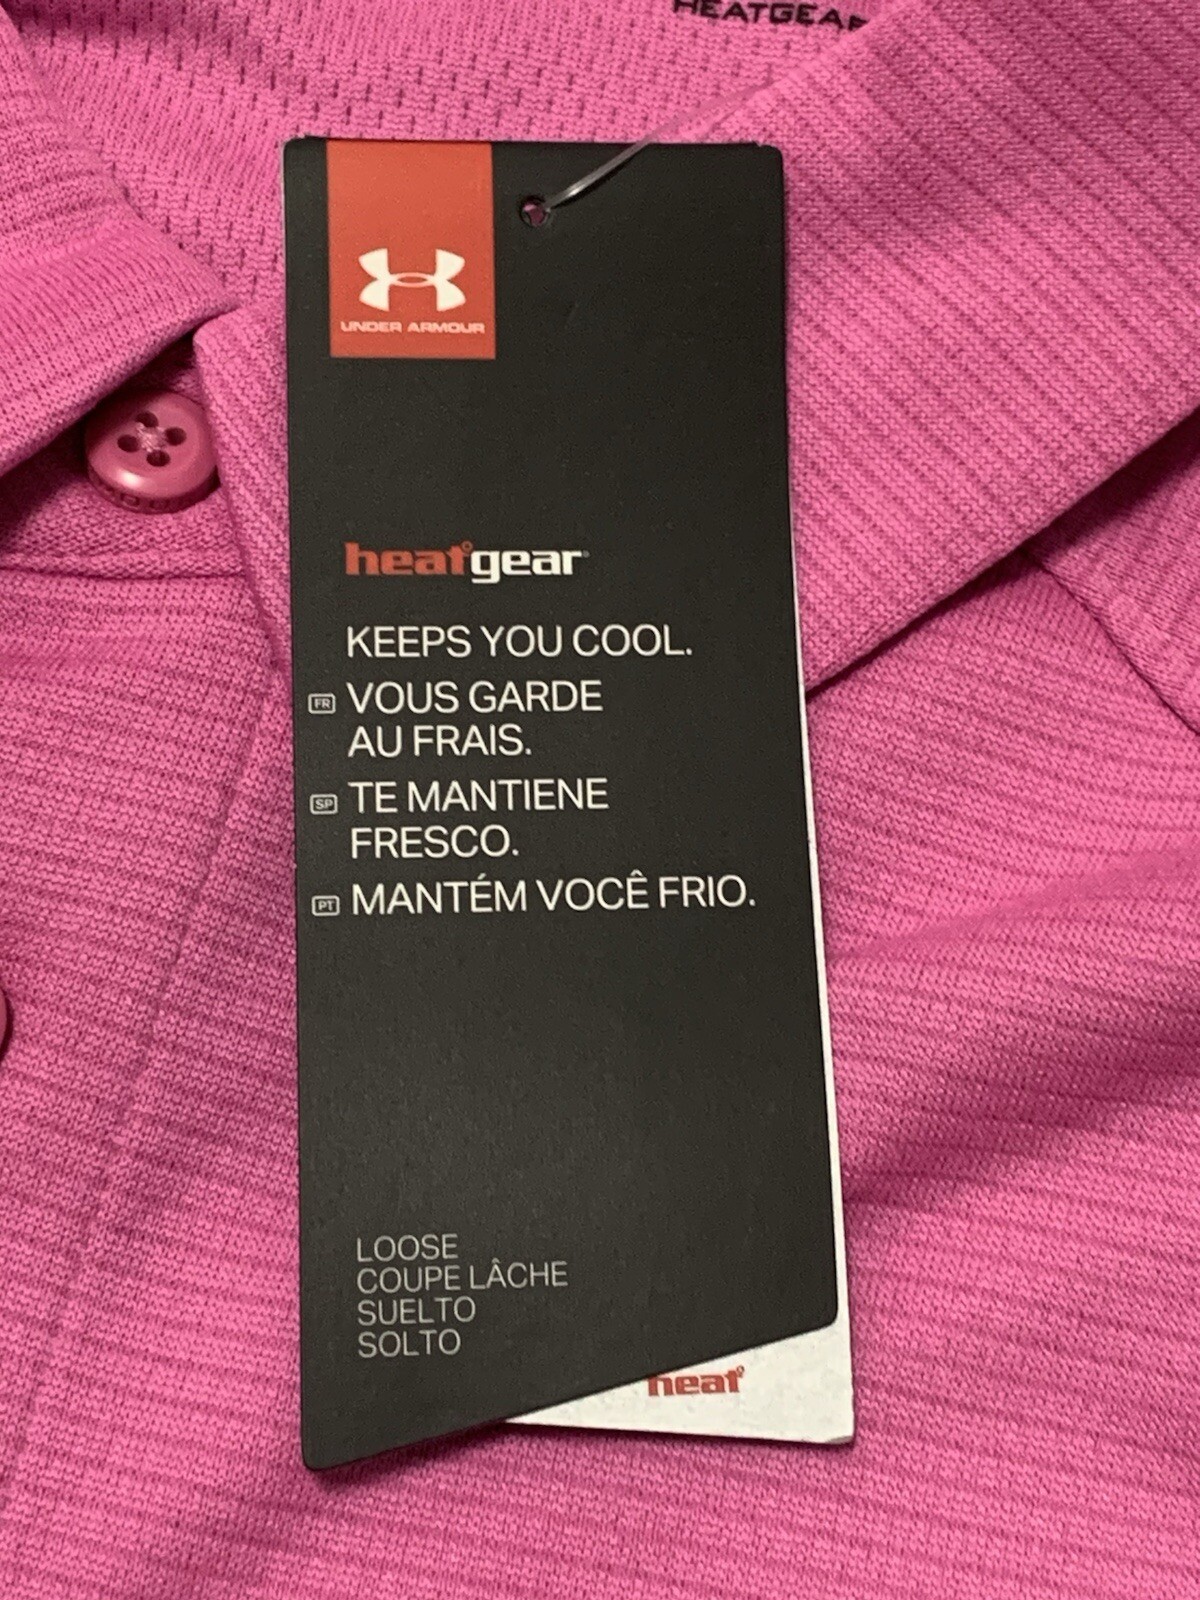 HEATGEAR
UNDER ARMOUR
heatgear
KEEPS YOU COOL.
FR VOUS GARDE
AU FRAIS.
SP TE MANTIENE
FRESCO.
PT MANTÉM VOCÊ FRIO.
LOOSE
COUPE LÂCHE
SUELTO
SOLTO
heat